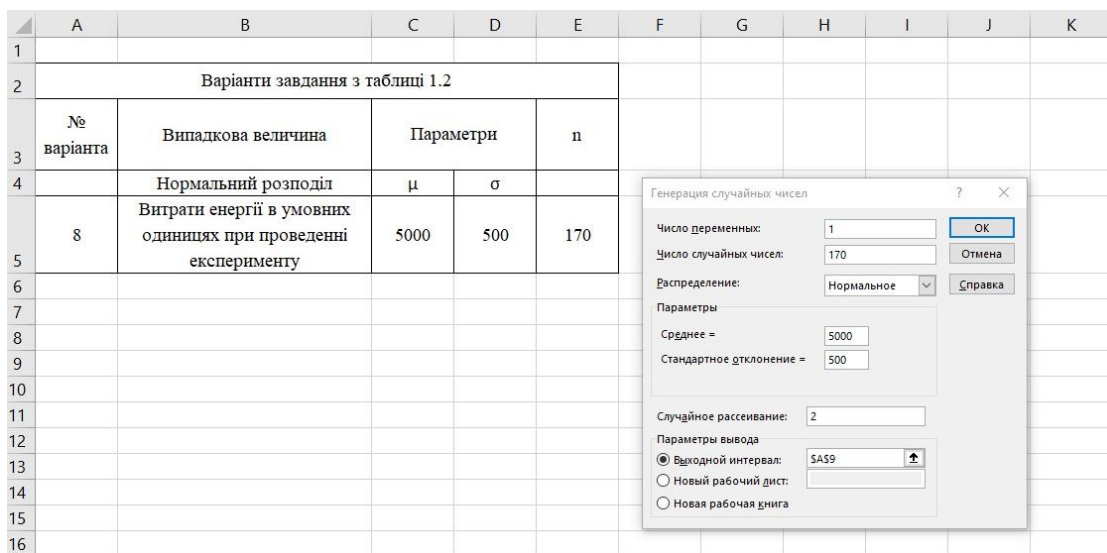 A B C D E F G H I J K
1
2 Варіанти завдання з таблиці 1.2
3 № варіанта Випадкова величина Параметри n
4 Нормальний розподіл μ σ
5 8 Витрати енергії в умовних одиницях при проведенні експерименту 5000 500 170
6
7
8
9
10
11
12
13
14
15
16
Генерация случайных чисел ? ×
Число переменных: 1 OK
Число случайных чисел: 170 Отмена
Распределение: Нормальное Справка
Параметры
Среднее = 5000
Стандартное отклонение = 500
Случайное рассеивание: 2
Параметры вывода
Выходной интервал: $A$9
Новый рабочий лист:
Новая рабочая книга